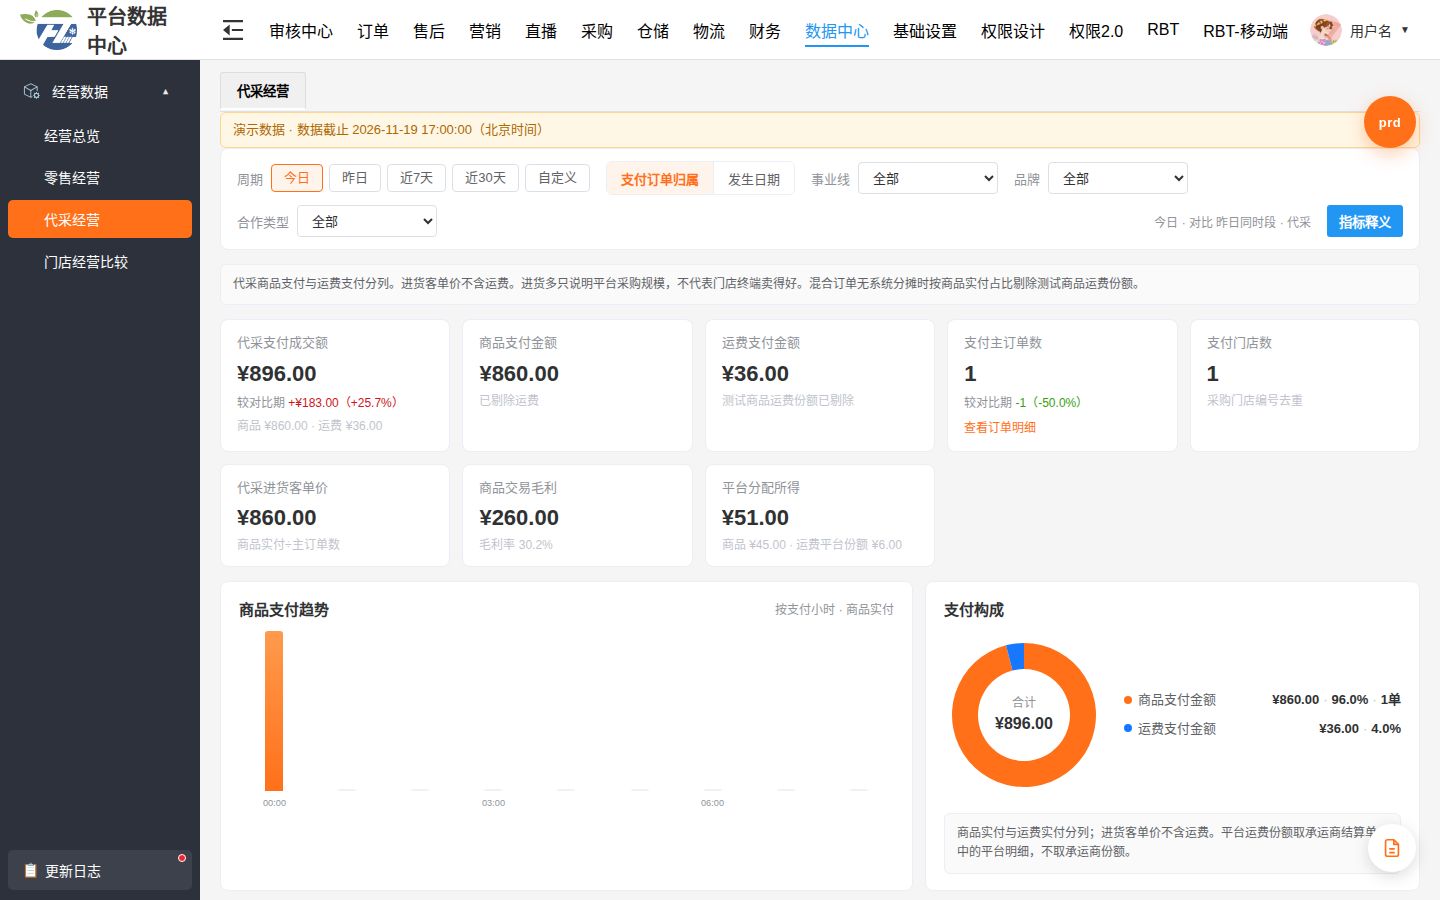 平台数据
中心
审核中心 订单 售后 营销 直播 采购 仓储 物流 财务 数据中心 基础设置 权限设计 权限2.0 RBT RBT-移动端 用户名 ▼
经营数据 ▲
经营总览
零售经营
代采经营
门店经营比较
📋 更新日志
代采经营
演示数据 · 数据截止 2026-11-19 17:00:00（北京时间）
prd
周期 今日 昨日 近7天 近30天 自定义 支付订单归属 发生日期 事业线 全部 品牌 全部
合作类型 全部 今日 · 对比 昨日同时段 · 代采 指标释义
代采商品支付与运费支付分列。进货客单价不含运费。进货多只说明平台采购规模，不代表门店终端卖得好。混合订单无系统分摊时按商品实付占比剔除测试商品运费份额。
代采支付成交额
¥896.00
较对比期 +¥183.00（+25.7%）
商品 ¥860.00 · 运费 ¥36.00
商品支付金额
¥860.00
已剔除运费
运费支付金额
¥36.00
测试商品运费份额已剔除
支付主订单数
1
较对比期 -1（-50.0%）
查看订单明细
支付门店数
1
采购门店编号去重
代采进货客单价
¥860.00
商品实付÷主订单数
商品交易毛利
¥260.00
毛利率 30.2%
平台分配所得
¥51.00
商品 ¥45.00 · 运费平台份额 ¥6.00
商品支付趋势
按支付小时 · 商品实付
00:00 03:00 06:00
支付构成
合计
¥896.00
商品支付金额 ¥860.00 · 96.0% · 1单
运费支付金额 ¥36.00 · 4.0%
商品实付与运费实付分列；进货客单价不含运费。平台运费份额取承运商结算单
中的平台明细，不取承运商份额。